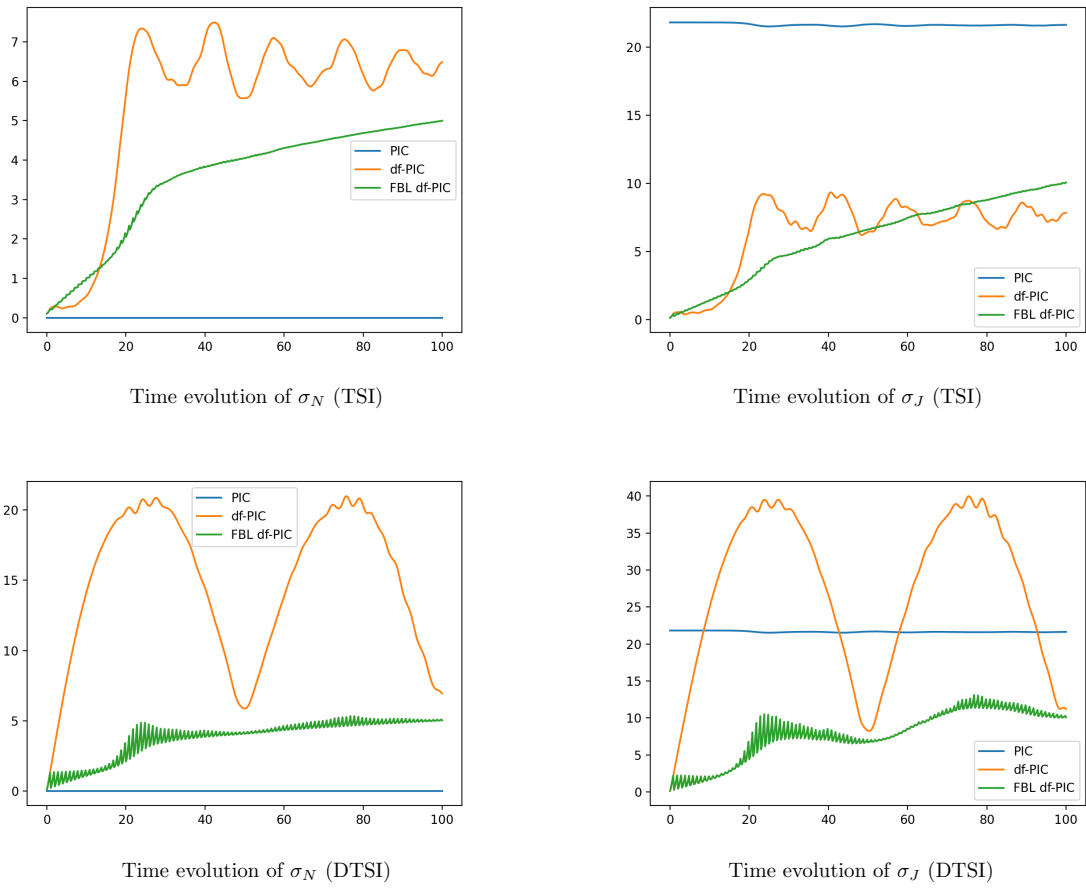 7
6
5
4
3
2
1
0
PIC
df-PIC
FBL df-PIC
0 20 40 60 80 100
Time evolution of σ_N (TSI)
20
15
10
5
0
PIC
df-PIC
FBL df-PIC
0 20 40 60 80 100
Time evolution of σ_J (TSI)
20
15
10
5
0
PIC
df-PIC
FBL df-PIC
0 20 40 60 80 100
Time evolution of σ_N (DTSI)
40
35
30
25
20
15
10
5
0
PIC
df-PIC
FBL df-PIC
0 20 40 60 80 100
Time evolution of σ_J (DTSI)